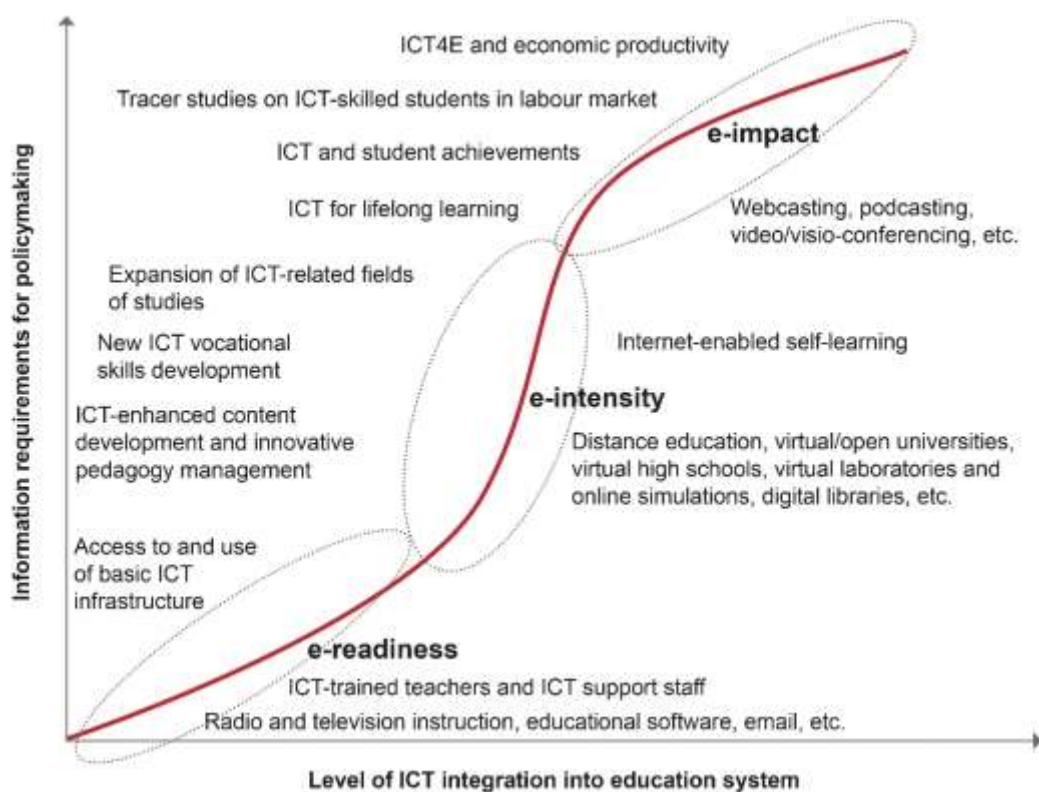 ICT4E and economic productivity
Tracer studies on ICT-skilled students in labour market
e-impact
ICT and student achievements
ICT for lifelong learning
Webcasting, podcasting,
video/visio-conferencing, etc.
Expansion of ICT-related fields
of studies
New ICT vocational
skills development
Internet-enabled self-learning
e-intensity
ICT-enhanced content
development and innovative
pedagogy management
Distance education, virtual/open universities,
virtual high schools, virtual laboratories and
online simulations, digital libraries, etc.
Access to and use
of basic ICT
infrastructure
e-readiness
ICT-trained teachers and ICT support staff
Radio and television instruction, educational software, email, etc.
Information requirements for policymaking
Level of ICT integration into education system